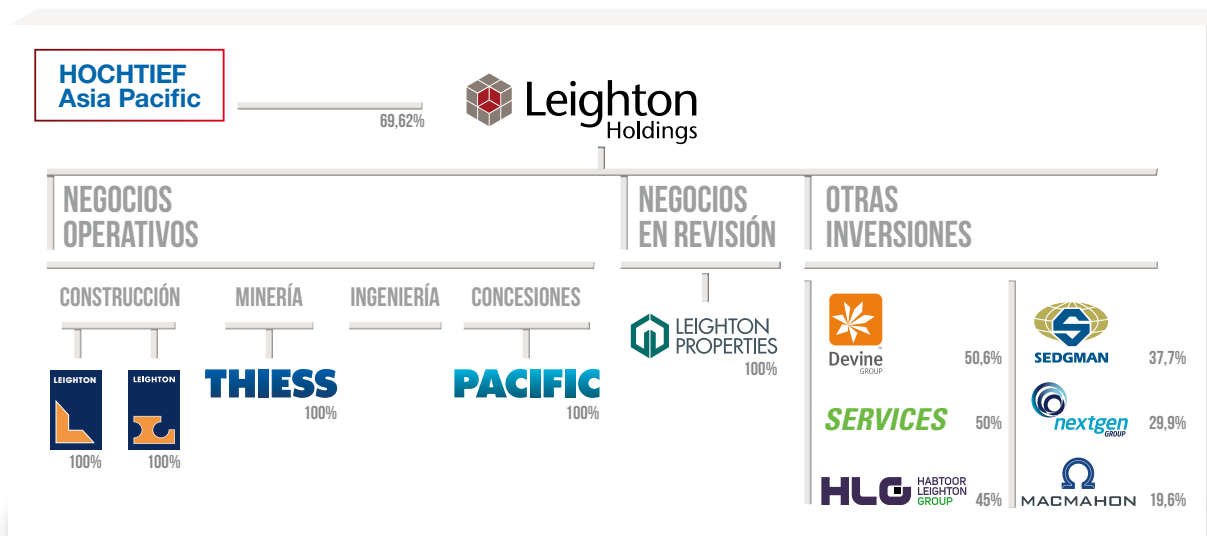 HOCHTIEF
Asia Pacific
69,62%
Leighton
Holdings
NEGOCIOS
OPERATIVOS
CONSTRUCCIÓN
LEIGHTON
100%
LEIGHTON
100%
MINERÍA
THIESS
100%
INGENIERÍA
CONCESIONES
PACIFIC
100%
NEGOCIOS
EN REVISIÓN
LEIGHTON
PROPERTIES
100%
OTRAS
INVERSIONES
Devine
GROUP
50,6%
SERVICES
50%
HLG
HABTOOR
LEIGHTON
GROUP
45%
S
SEDGMAN
37,7%
nextgen
GROUP
29,9%
MACMAHON
19,6%